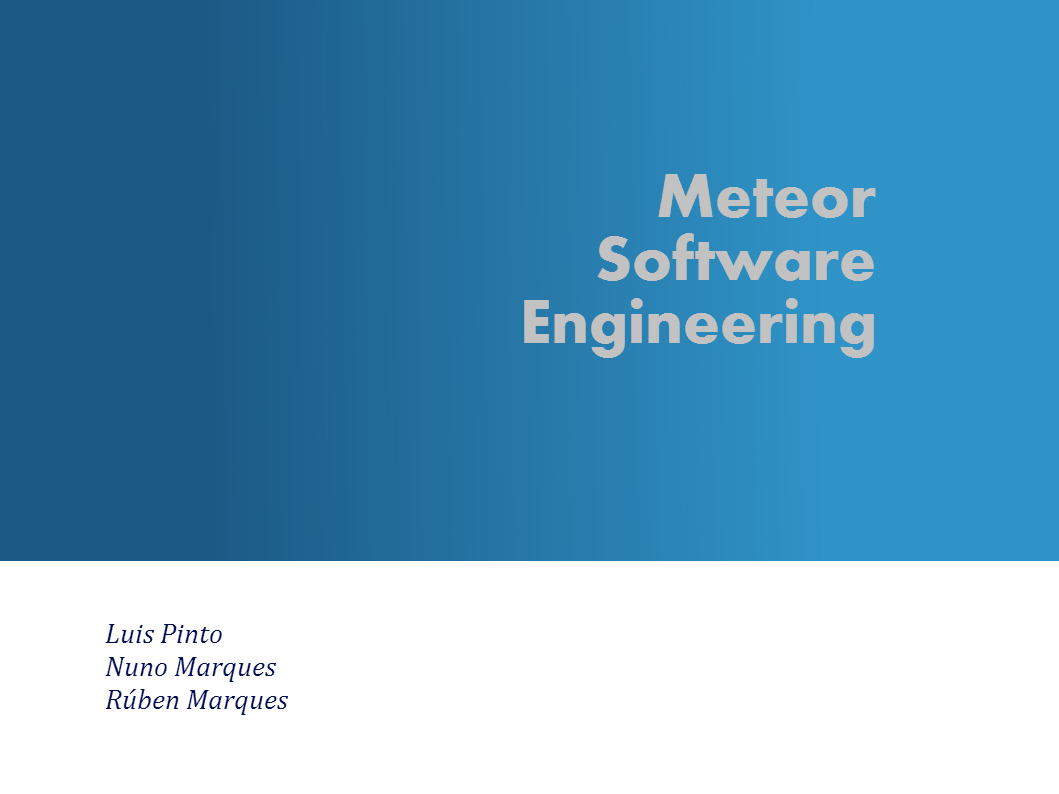 Meteor
Software
Engineering
Luis Pinto
Nuno Marques
Rúben Marques